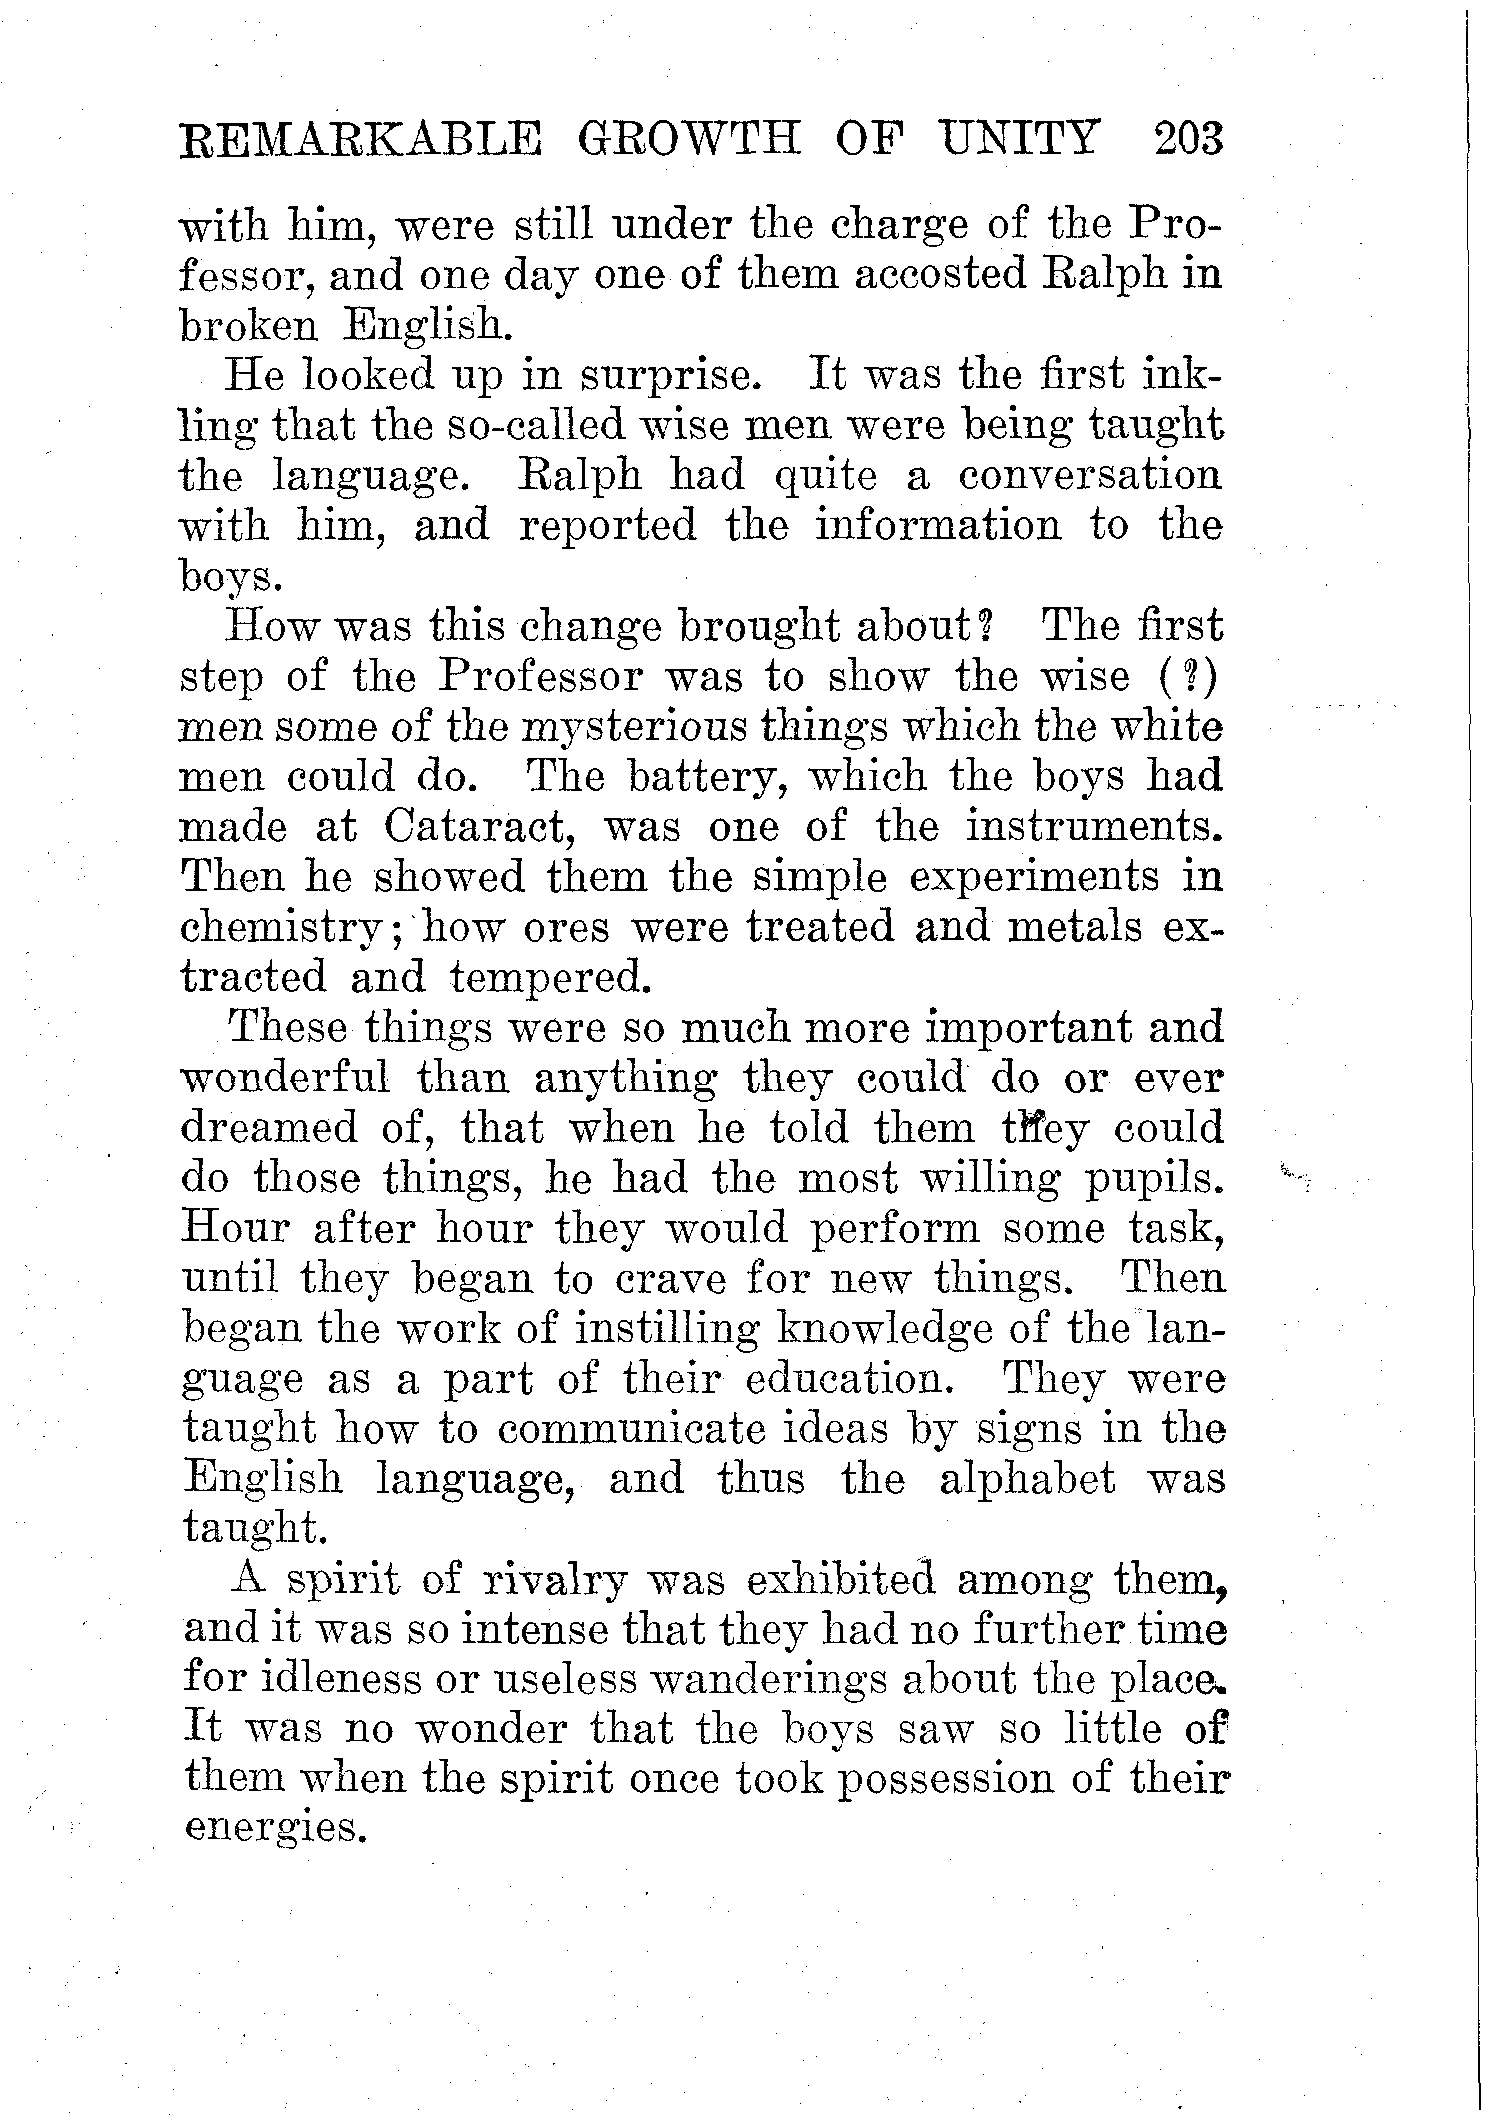 REMARKABLE GROWTH OF UNITY 203
with him, were still under the charge of the Pro-
fessor, and one day one of them accosted Ralph in
broken English.
He looked up in surprise. It was the first ink-
ling that the so-called wise men were being taught
the language. Ralph had quite a conversation
with him, and reported the information to the
boys.
How was this change brought about? The first
step of the Professor was to show the wise (?)
men some of the mysterious things which the white
men could do. The battery, which the boys had
made at Cataract, was one of the instruments.
Then he showed them the simple experiments in
chemistry; how ores were treated and metals ex-
tracted and tempered.
These things were so much more important and
wonderful than anything they could do or ever
dreamed of, that when he told them they could
do those things, he had the most willing pupils.
Hour after hour they would perform some task,
until they began to crave for new things. Then
began the work of instilling knowledge of the lan-
guage as a part of their education. They were
taught how to communicate ideas by signs in the
English language, and thus the alphabet was
taught.
A spirit of rivalry was exhibited among them,
and it was so intense that they had no further time
for idleness or useless wanderings about the place.
It was no wonder that the boys saw so little of
them when the spirit once took possession of their
energies.